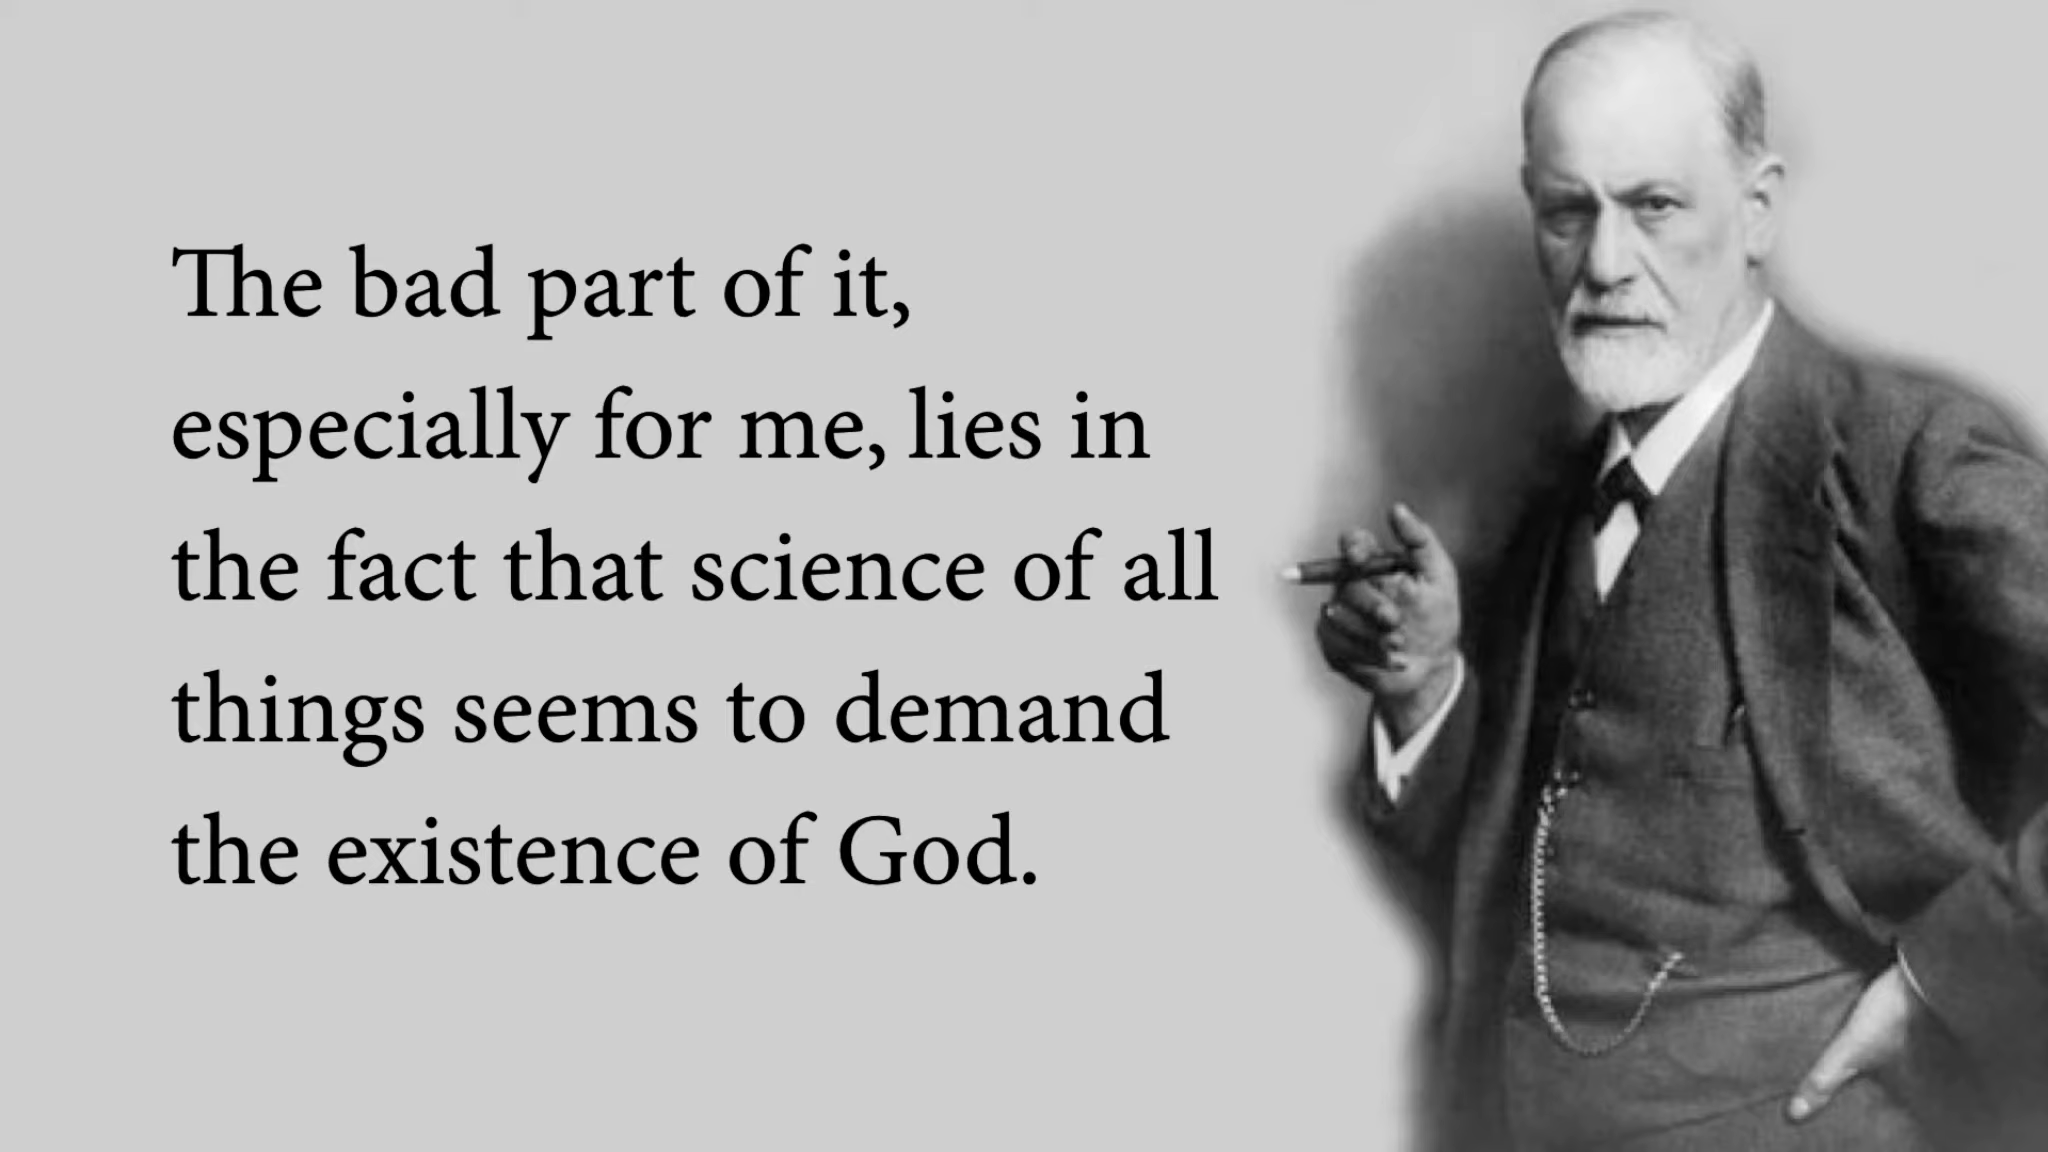 The bad part of it,
especially for me, lies in
the fact that science of all
things seems to demand
the existence of God.